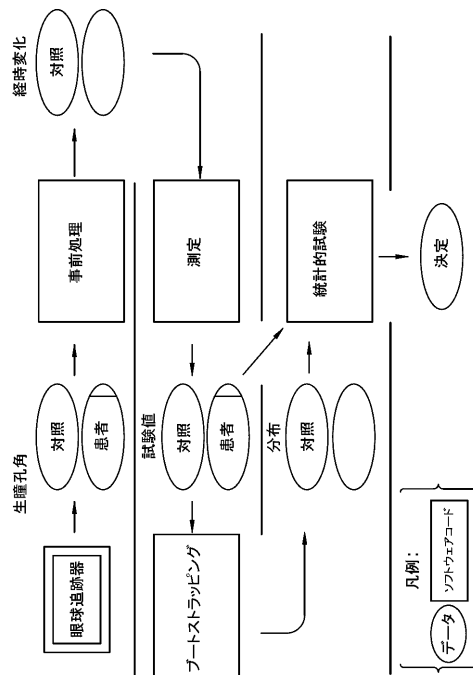 眼球追跡器
生瞳孔角
対照
患者
事前処理
経時変化
対照
測定
試験値
対照
患者
ブートストラッピング
分布
対照
統計的試験
決定
凡例：
データ
ソフトウェアコード